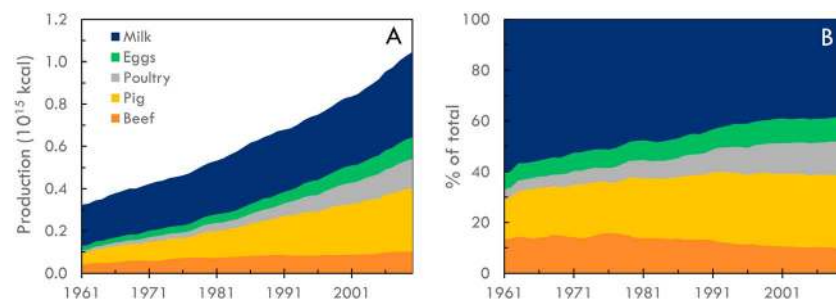 1.2
1.0
0.8
0.6
0.4
0.2
0.0
Production (10¹⁵ kcal)
Milk
Eggs
Poultry
Pig
Beef
A
1961 1971 1981 1991 2001
100
80
60
40
20
0
% of total
B
1961 1971 1981 1991 2001